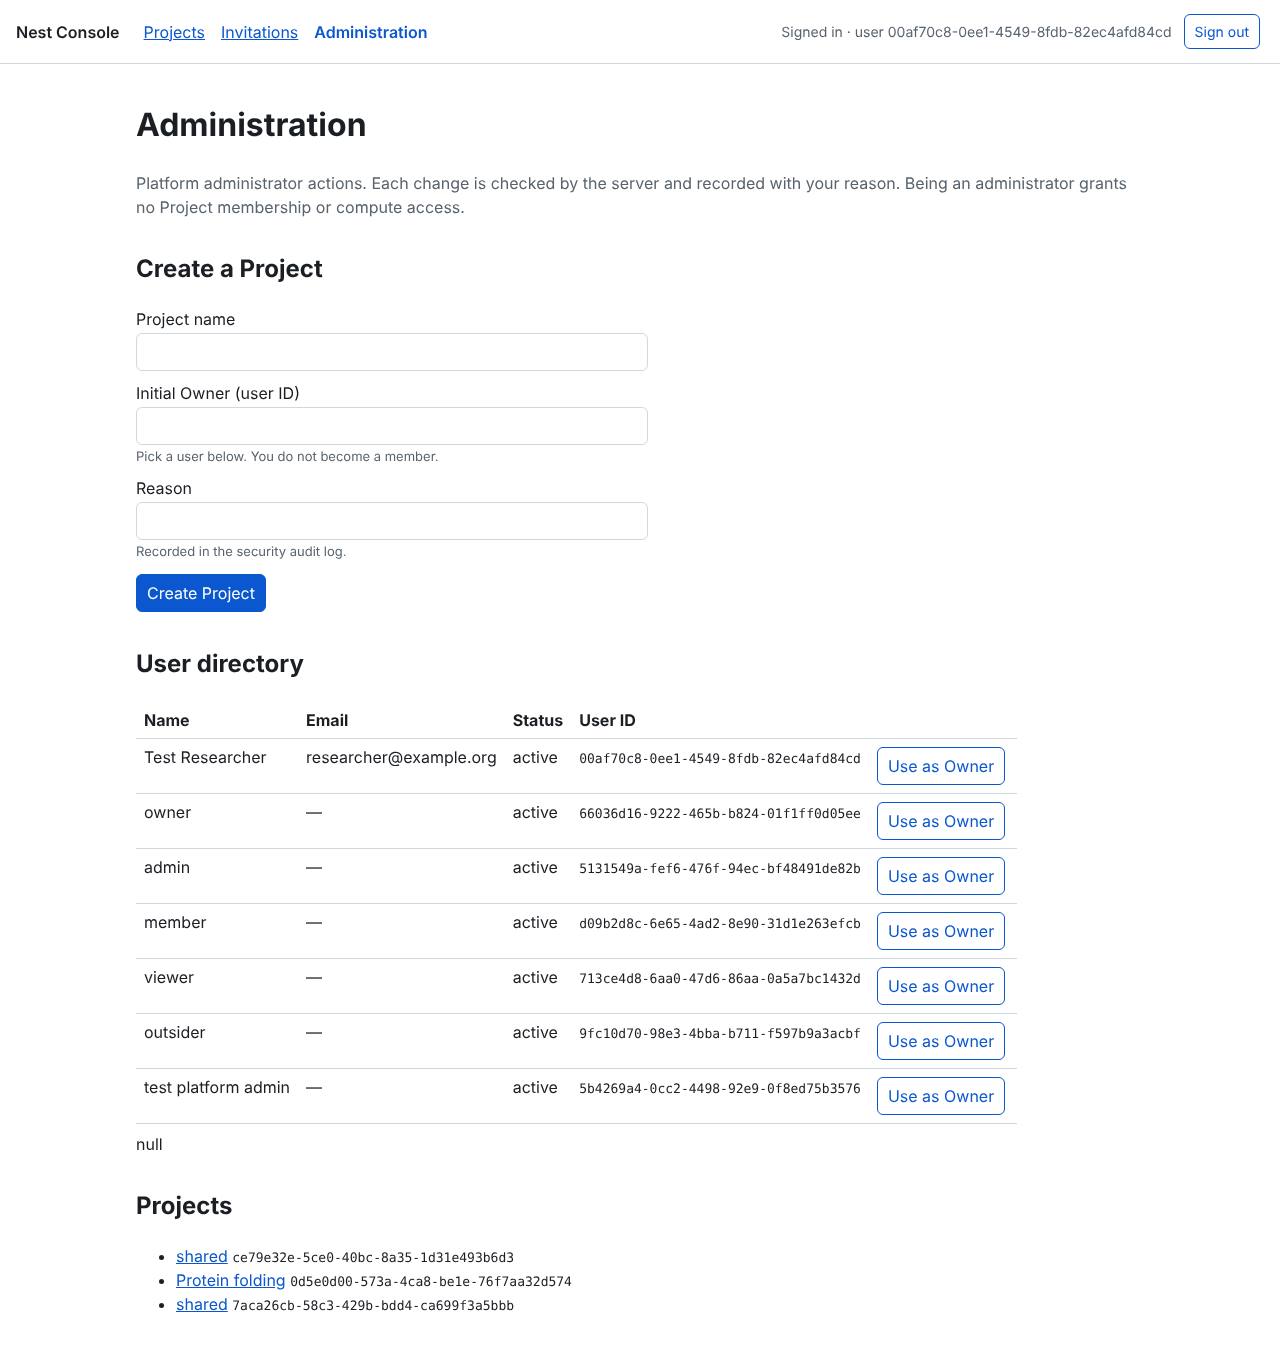 Nest Console Projects Invitations Administration Signed in · user 00af70c8-0ee1-4549-8fdb-82ec4afd84cd Sign out
Administration
Platform administrator actions. Each change is checked by the server and recorded with your reason. Being an administrator grants
no Project membership or compute access.
Create a Project
Project name
Initial Owner (user ID)
Pick a user below. You do not become a member.
Reason
Recorded in the security audit log.
Create Project
User directory
Name Email Status User ID
Test Researcher researcher@example.org active 00af70c8-0ee1-4549-8fdb-82ec4afd84cd Use as Owner
owner — active 66036d16-9222-465b-b824-01f1ff0d05ee Use as Owner
admin — active 5131549a-fef6-476f-94ec-bf48491de82b Use as Owner
member — active d09b2d8c-6e65-4ad2-8e90-31d1e263efcb Use as Owner
viewer — active 713ce4d8-6aa0-47d6-86aa-0a5a7bc1432d Use as Owner
outsider — active 9fc10d70-98e3-4bba-b711-f597b9a3acbf Use as Owner
test platform admin — active 5b4269a4-0cc2-4498-92e9-0f8ed75b3576 Use as Owner
null
Projects
• shared ce79e32e-5ce0-40bc-8a35-1d31e493b6d3
• Protein folding 0d5e0d00-573a-4ca8-be1e-76f7aa32d574
• shared 7aca26cb-58c3-429b-bdd4-ca699f3a5bbb